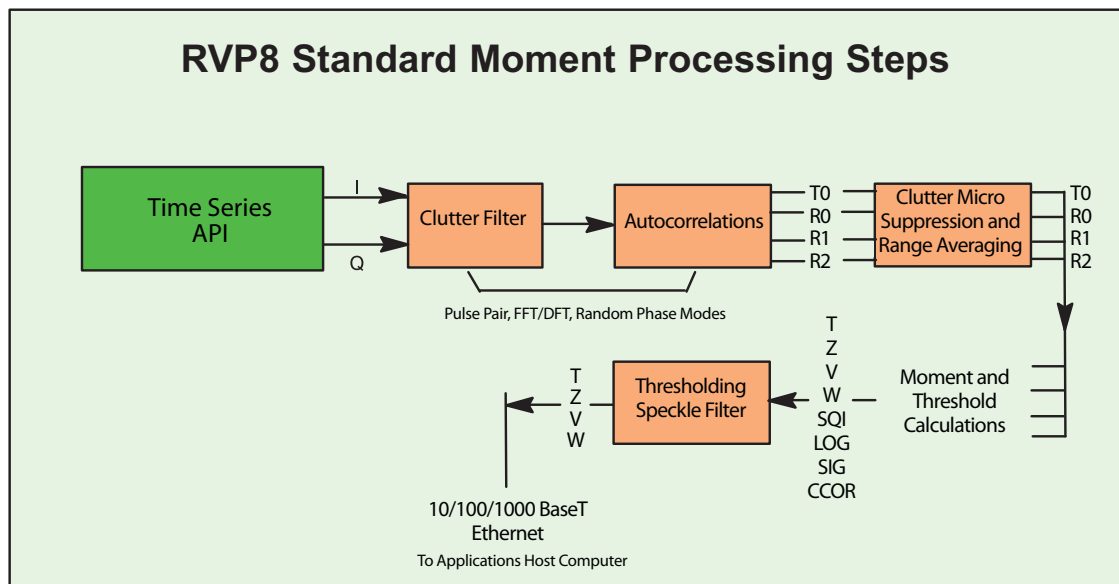 RVP8 Standard Moment Processing Steps
Time Series
API
I
Q
Clutter Filter
Autocorrelations
T0
R0
R1
R2
Clutter Micro
Suppression and
Range Averaging
T0
R0
R1
R2
Pulse Pair, FFT/DFT, Random Phase Modes
Moment and
Threshold
Calculations
T
Z
V
W
SQI
LOG
SIG
CCOR
Thresholding
Speckle Filter
T
Z
V
W
10/100/1000 BaseT
Ethernet
To Applications Host Computer